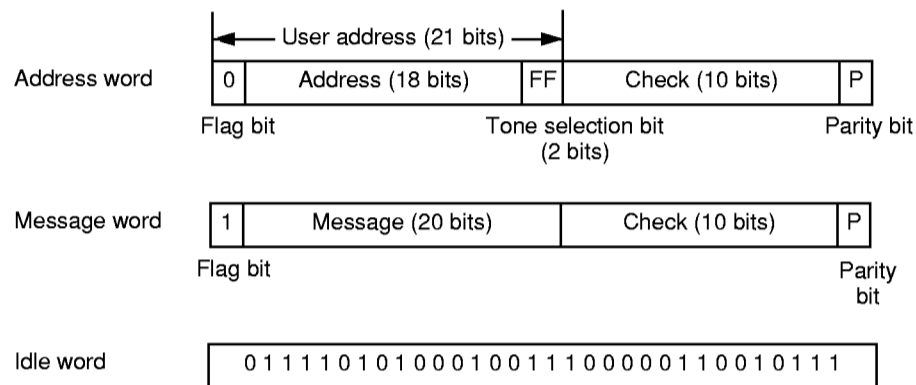 User address (21 bits)
Address word 0 Address (18 bits) FF Check (10 bits) P
Flag bit Tone selection bit Parity bit
(2 bits)
Message word 1 Message (20 bits) Check (10 bits) P
Flag bit Parity
bit
Idle word 0 1 1 1 1 0 1 0 1 0 0 0 1 0 0 1 1 1 0 0 0 0 0 1 1 0 0 1 0 1 1 1